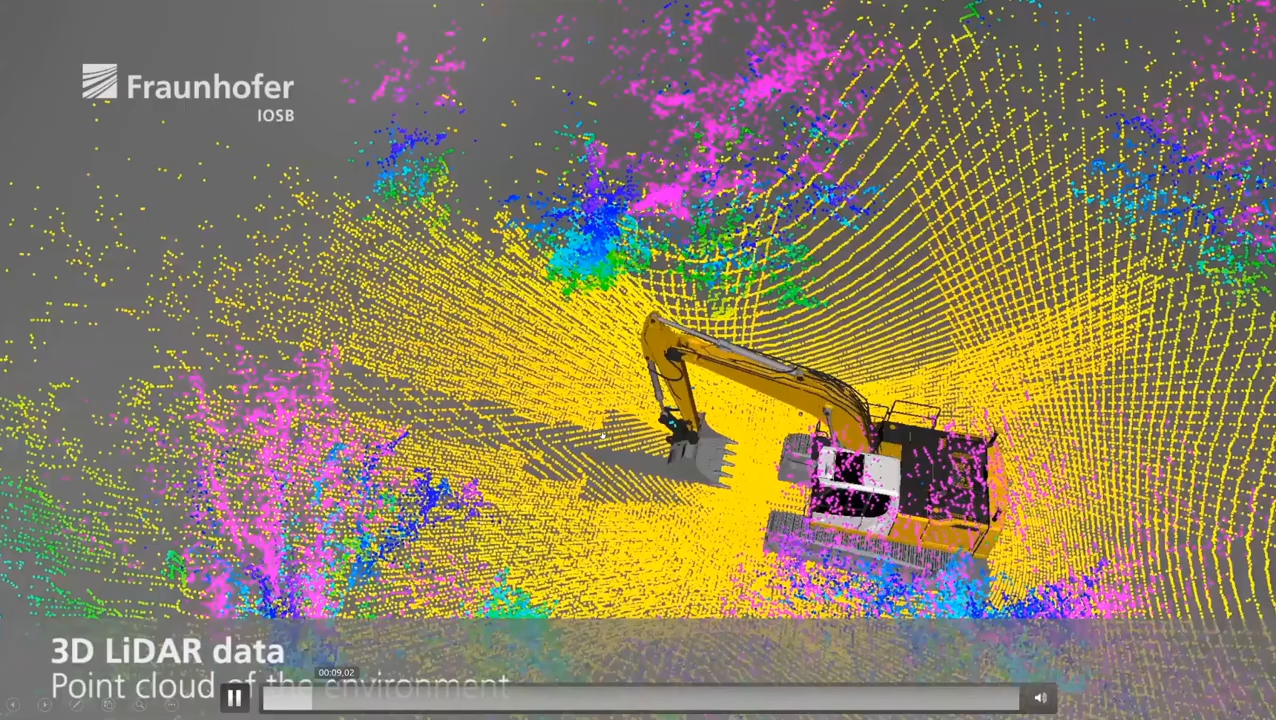 Fraunhofer
IOSB
3D LiDAR data
00:09,02
Point cloud of the environment